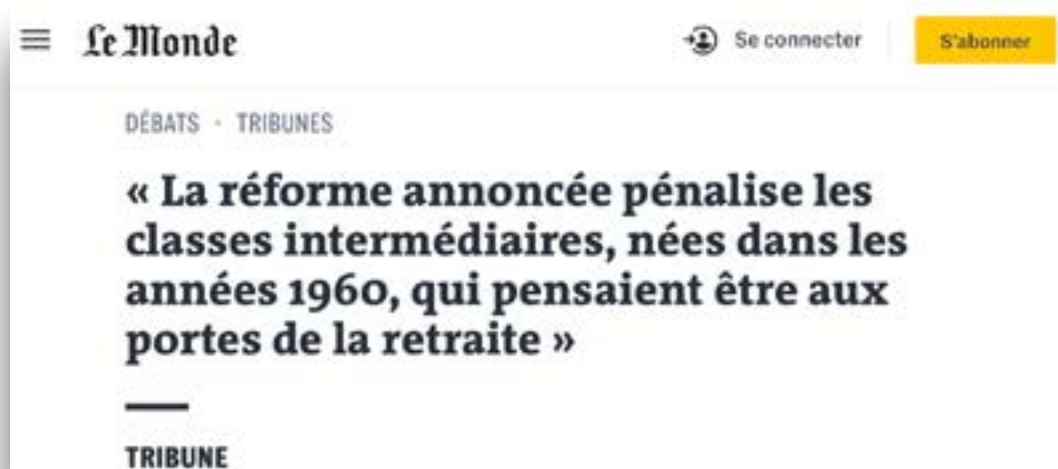 Le Monde
Se connecter
S'abonner
DÉBATS · TRIBUNES
« La réforme annoncée pénalise les
classes intermédiaires, nées dans les
années 1960, qui pensaient être aux
portes de la retraite »
TRIBUNE